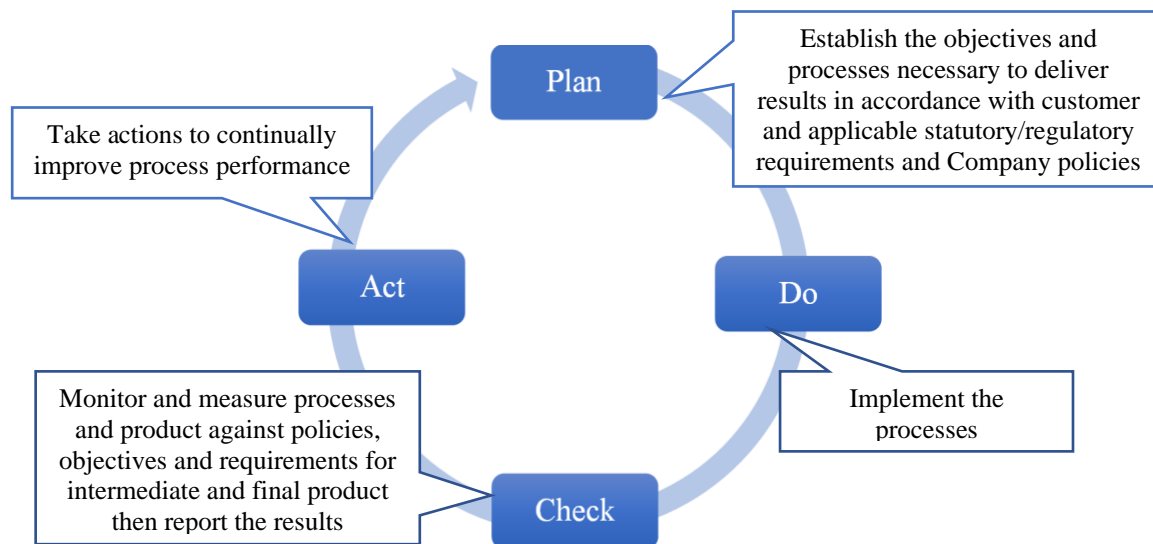 Plan
Establish the objectives and
processes necessary to deliver
results in accordance with customer
and applicable statutory/regulatory
requirements and Company policies
Do
Implement the
processes
Check
Monitor and measure processes
and product against policies,
objectives and requirements for
intermediate and final product
then report the results
Act
Take actions to continually
improve process performance